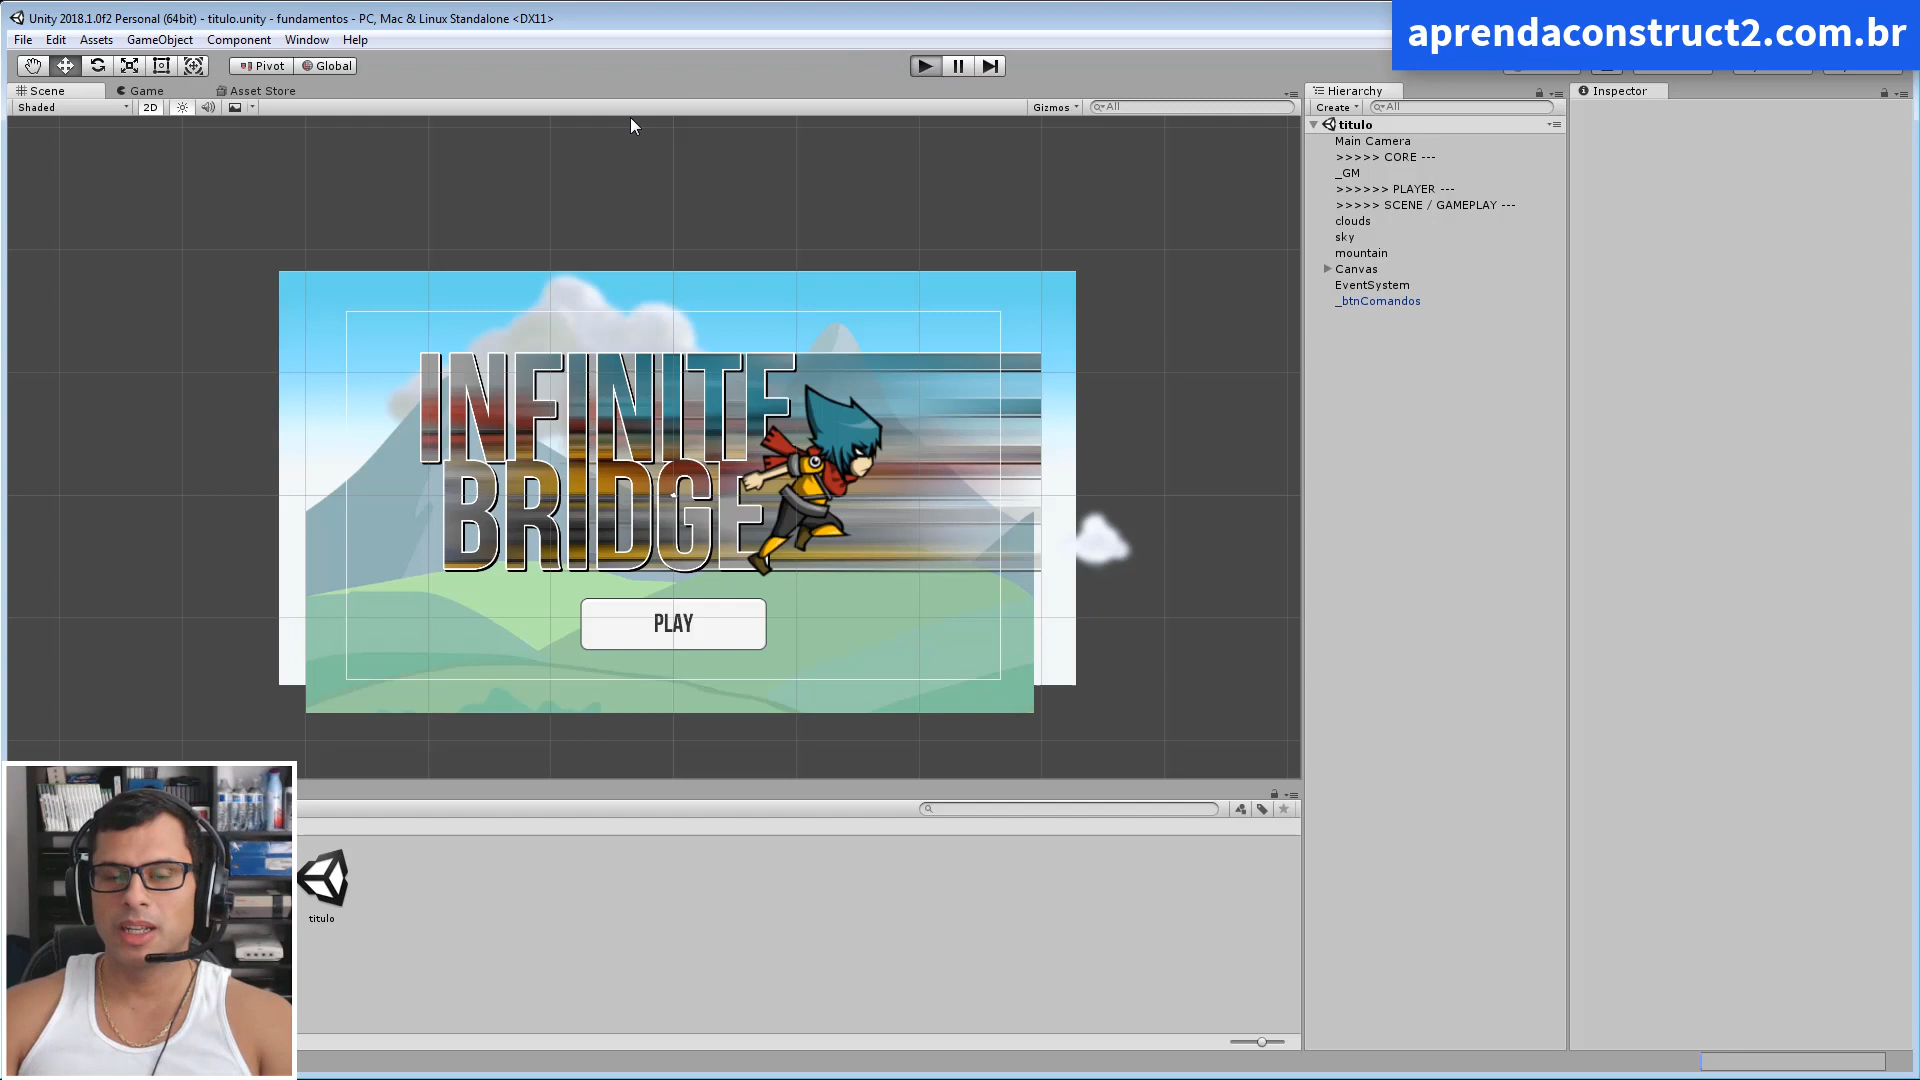 Unity 2018.1.0f2 Personal (64bit) - titulo.unity - fundamentos - PC, Mac & Linux Standalone <DX11>
aprendaconstruct2.com.br
File Edit Assets GameObject Component Window Help
Pivot Global
Scene Game Asset Store
Hierarchy
Inspector
Shaded 2D Gizmos All
Create All
titulo
Main Camera
>>>>> CORE ---
_GM
>>>>>> PLAYER ---
>>>>> SCENE / GAMEPLAY ---
clouds
sky
mountain
Canvas
EventSystem
_btnComandos
INFINITE
BRIDGE
PLAY
titulo